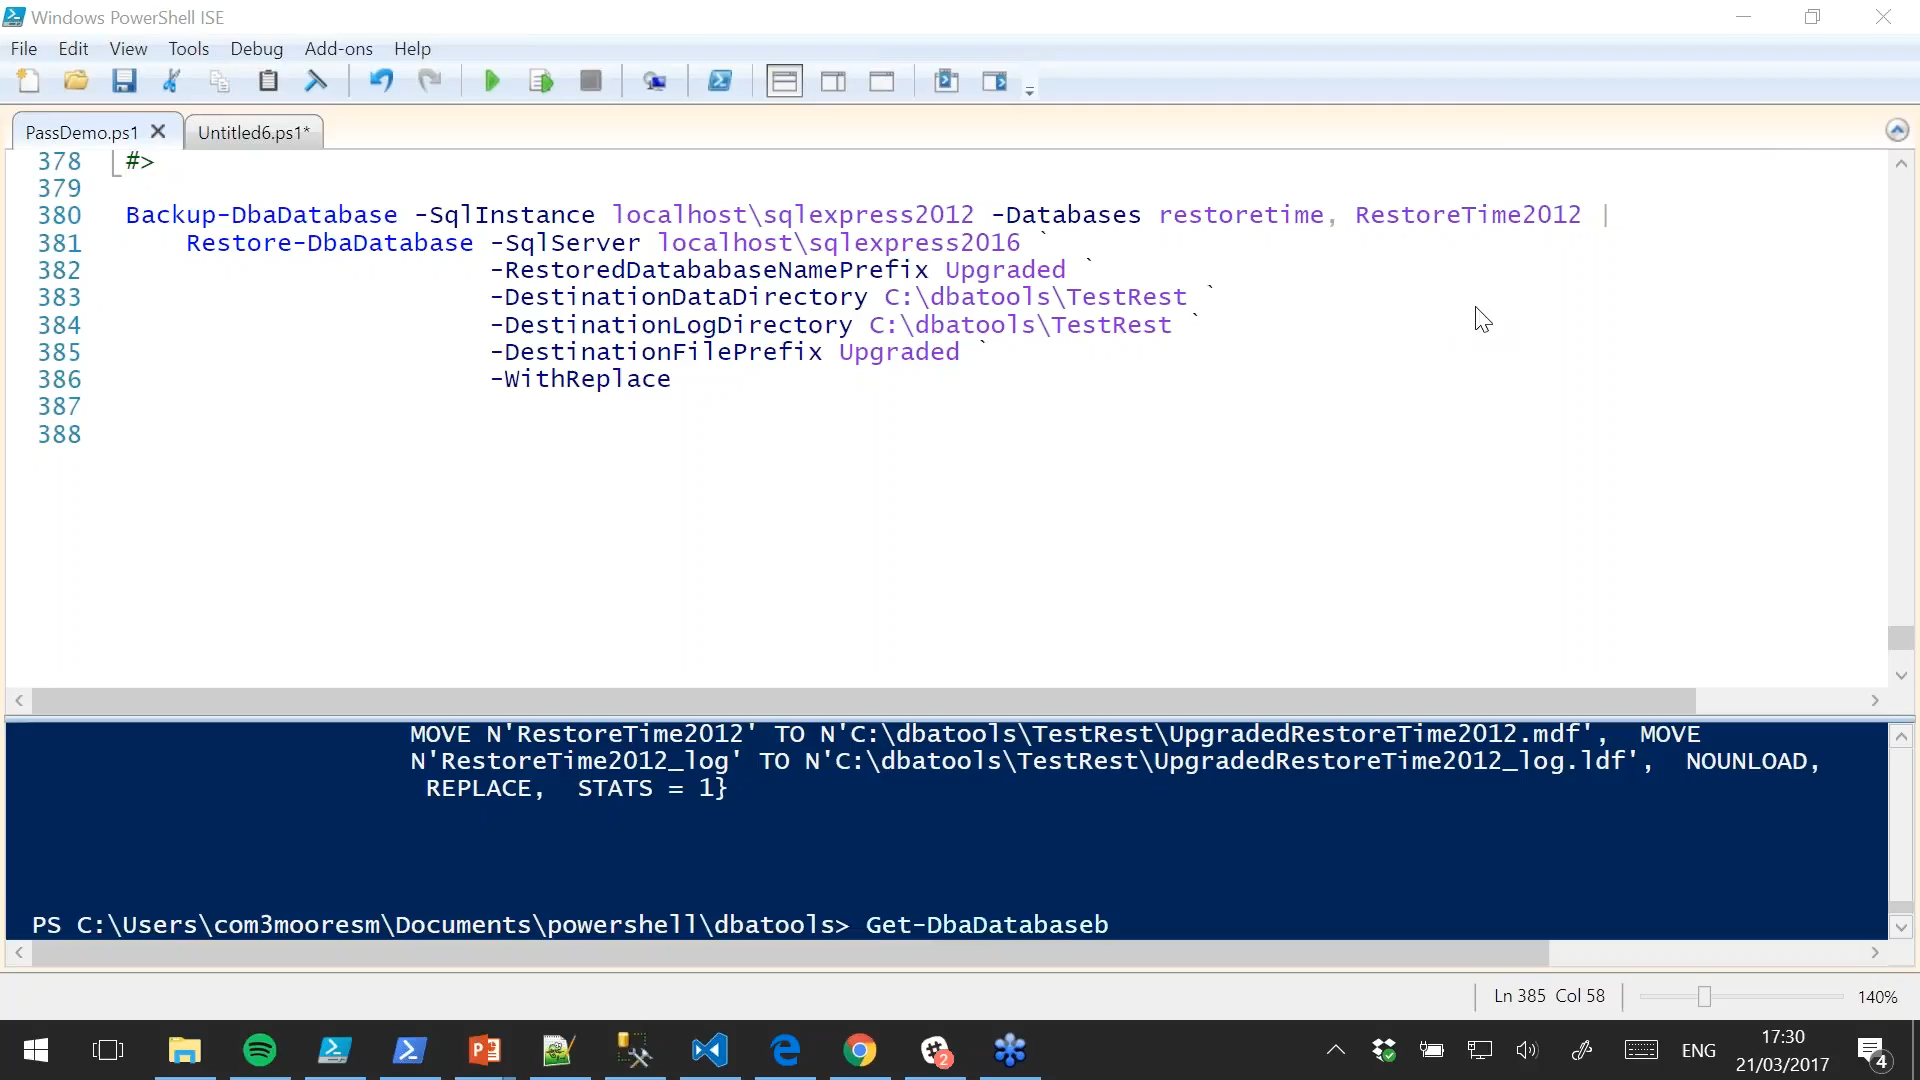 Windows PowerShell ISE
File Edit View Tools Debug Add-ons Help
PassDemo.ps1 Untitled6.ps1*
378 #>
379
380 Backup-DbaDatabase -SqlInstance localhost\sqlexpress2012 -Databases restoretime, RestoreTime2012 |
381 Restore-DbaDatabase -SqlServer localhost\sqlexpress2016 `
382 -RestoredDatababaseNamePrefix Upgraded `
383 -DestinationDataDirectory C:\dbatools\TestRest `
384 -DestinationLogDirectory C:\dbatools\TestRest `
385 -DestinationFilePrefix Upgraded `
386 -WithReplace
387
388
MOVE N'RestoreTime2012' TO N'C:\dbatools\TestRest\UpgradedRestoreTime2012.mdf', MOVE
N'RestoreTime2012_log' TO N'C:\dbatools\TestRest\UpgradedRestoreTime2012_log.ldf', NOUNLOAD,
REPLACE, STATS = 1}
PS C:\Users\com3mooresm\Documents\powershell\dbatools> Get-DbaDatabaseb
Ln 385 Col 58 140%
ENG
17:30
21/03/2017
2
4